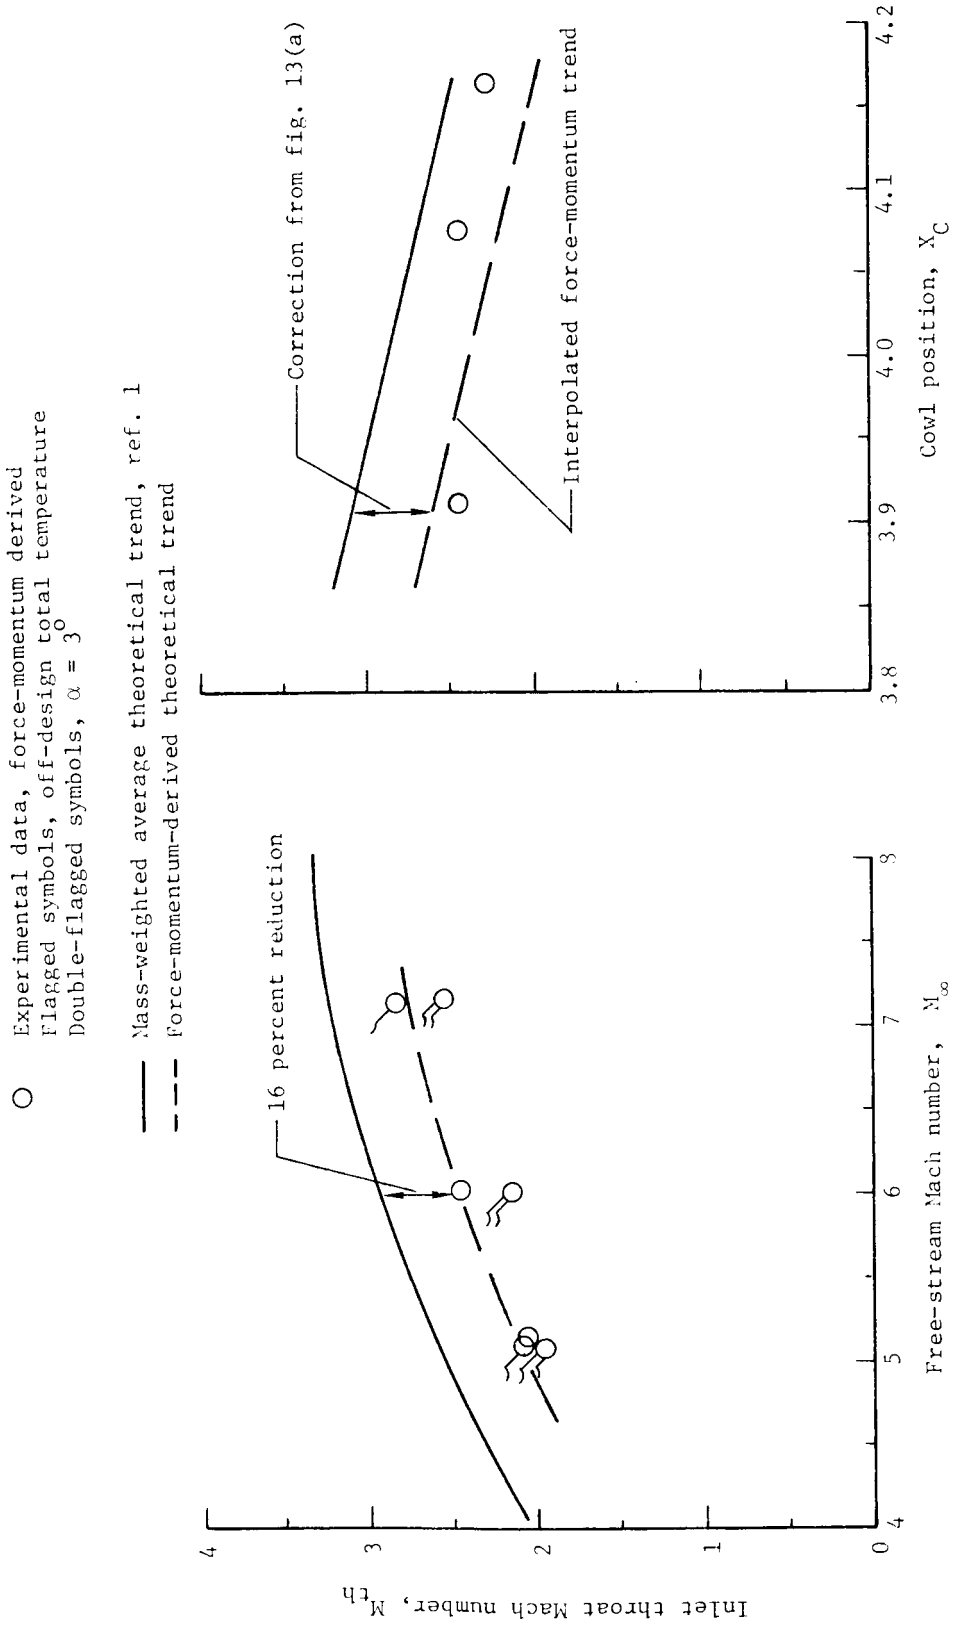 Experimental data, force-momentum derived
Flagged symbols, off-design total temperature
Double-flagged symbols, α = 3°
Mass-weighted average theoretical trend, ref. 1
Force-momentum-derived theoretical trend
16 percent reduction
Correction from fig. 13(a)
Interpolated force-momentum trend
Inlet throat Mach number, M_th
4
3
2
1
0
4
5
6
7
8
Free-stream Mach number, M∞
3.8
3.9
4.0
4.1
4.2
Cowl position, X_C